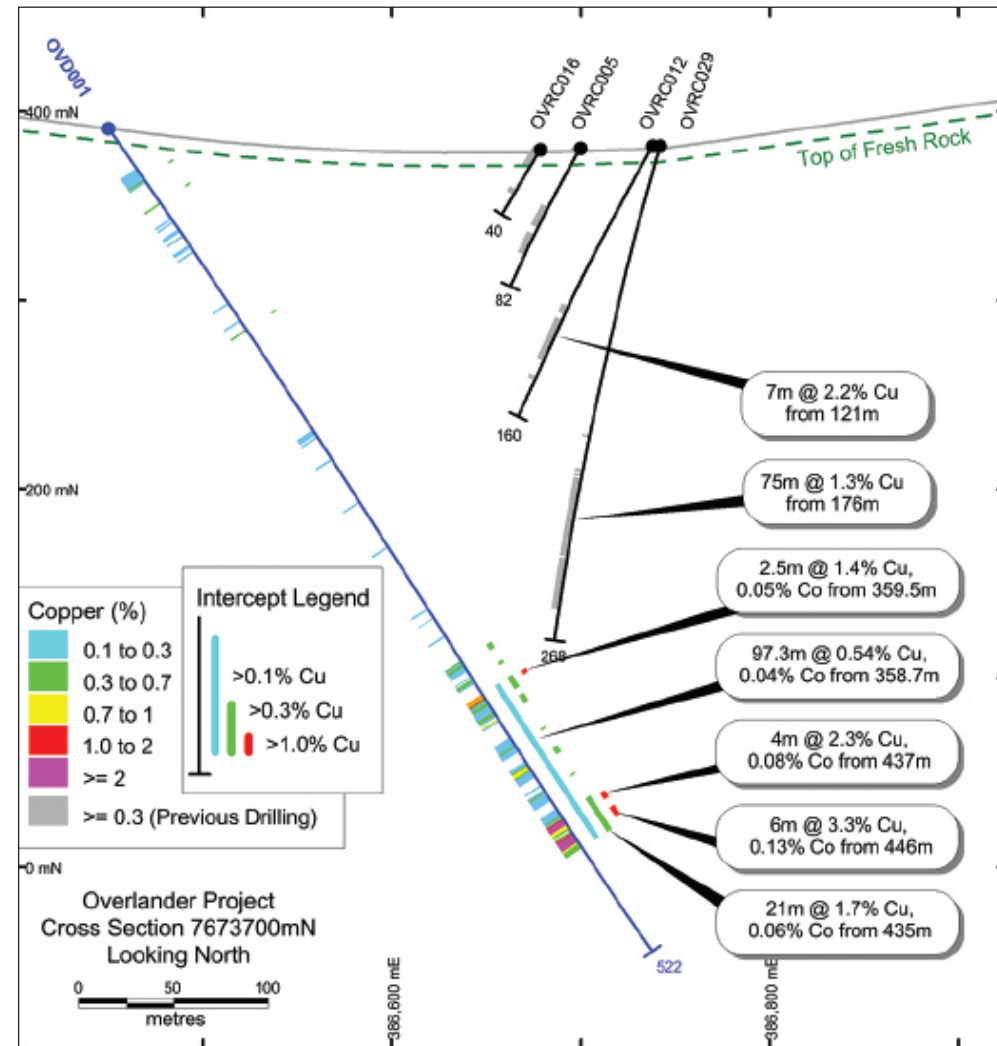 OVD001
OVRC016
OVRC005
OVRC012
OVRC029
400 mN
Top of Fresh Rock
40
82
160
7m @ 2.2% Cu
from 121m
200 mN
75m @ 1.3% Cu
from 176m
268
2.5m @ 1.4% Cu,
0.05% Co from 359.5m
97.3m @ 0.54% Cu,
0.04% Co from 358.7m
4m @ 2.3% Cu,
0.08% Co from 437m
6m @ 3.3% Cu,
0.13% Co from 446m
21m @ 1.7% Cu,
0.06% Co from 435m
Copper (%)
0.1 to 0.3
0.3 to 0.7
0.7 to 1
1.0 to 2
>= 2
>= 0.3 (Previous Drilling)
Intercept Legend
>0.1% Cu
>0.3% Cu
>1.0% Cu
0 mN
Overlander Project
Cross Section 7673700mN
Looking North
0 50 100
metres
522
386,600 mE
386,800 mE